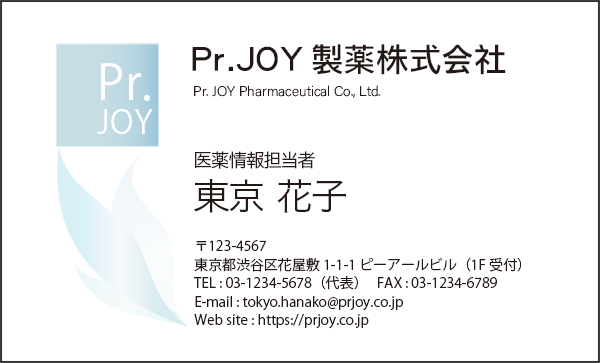 Pr.
JOY
Pr.JOY 製薬株式会社
Pr. JOY Pharmaceutical Co., Ltd.
医薬情報担当者
東京 花子
〒123-4567
東京都渋谷区花屋敷 1-1-1 ピーアールビル（1F 受付）
TEL : 03-1234-5678（代表） FAX : 03-1234-6789
E-mail : tokyo.hanako@prjoy.co.jp
Web site : https://prjoy.co.jp